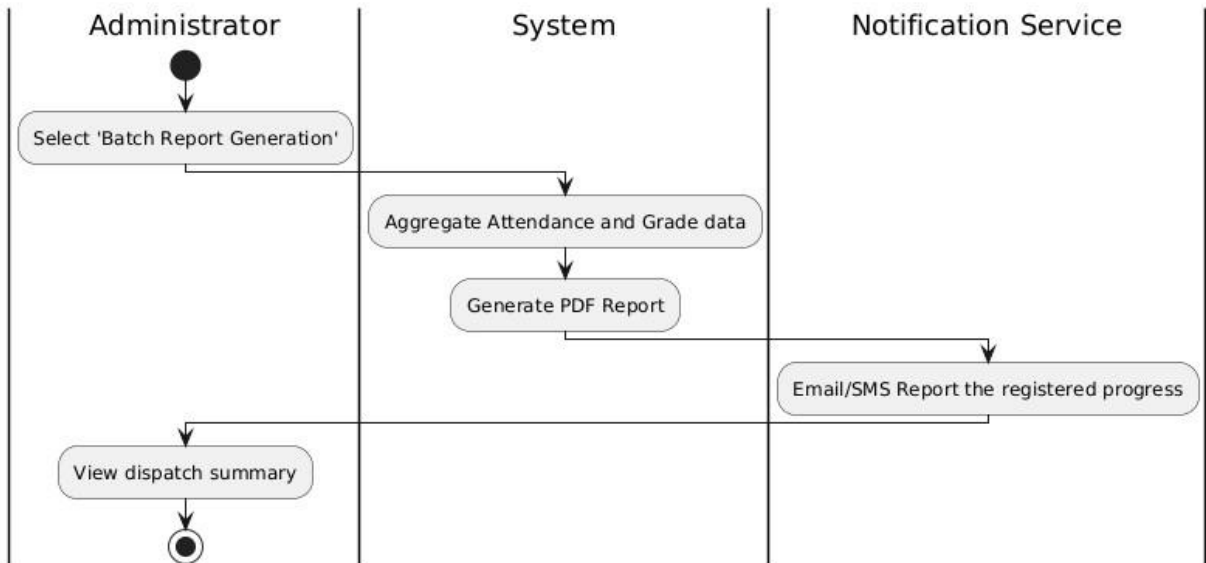 Administrator
System
Notification Service
Select 'Batch Report Generation'
Aggregate Attendance and Grade data
Generate PDF Report
Email/SMS Report the registered progress
View dispatch summary